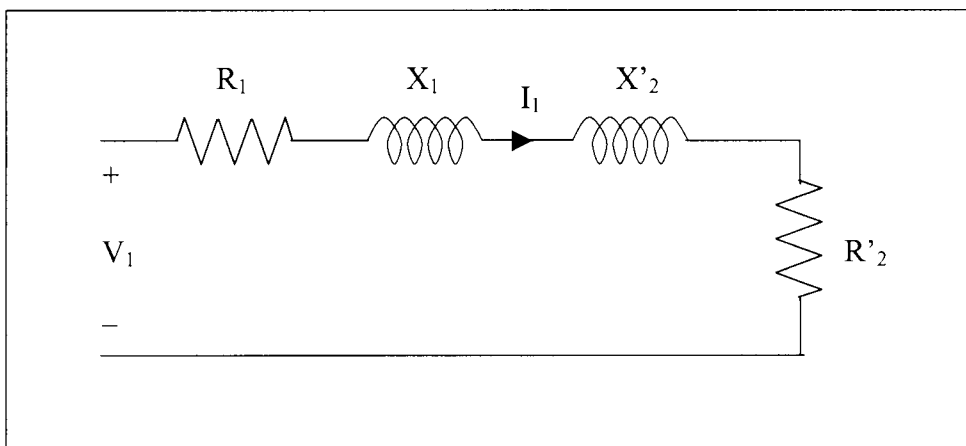 R₁
X₁
I₁
X’₂
+
V₁
R’₂
–